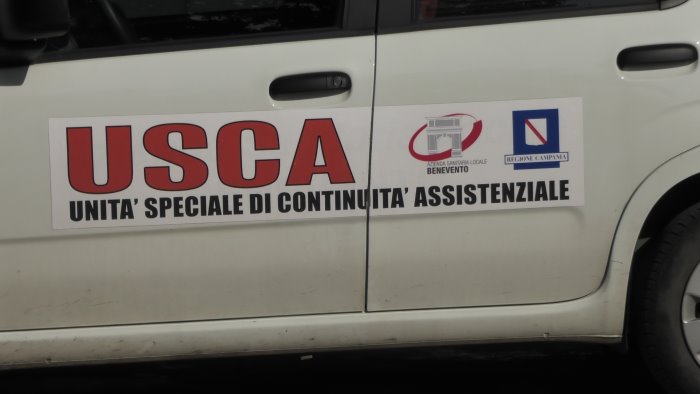 USCA
UNITA' SPECIALE DI CONTINUITA' ASSISTENZIALE
AZIENDA SANITARIA LOCALE
BENEVENTO
REGIONE CAMPANIA